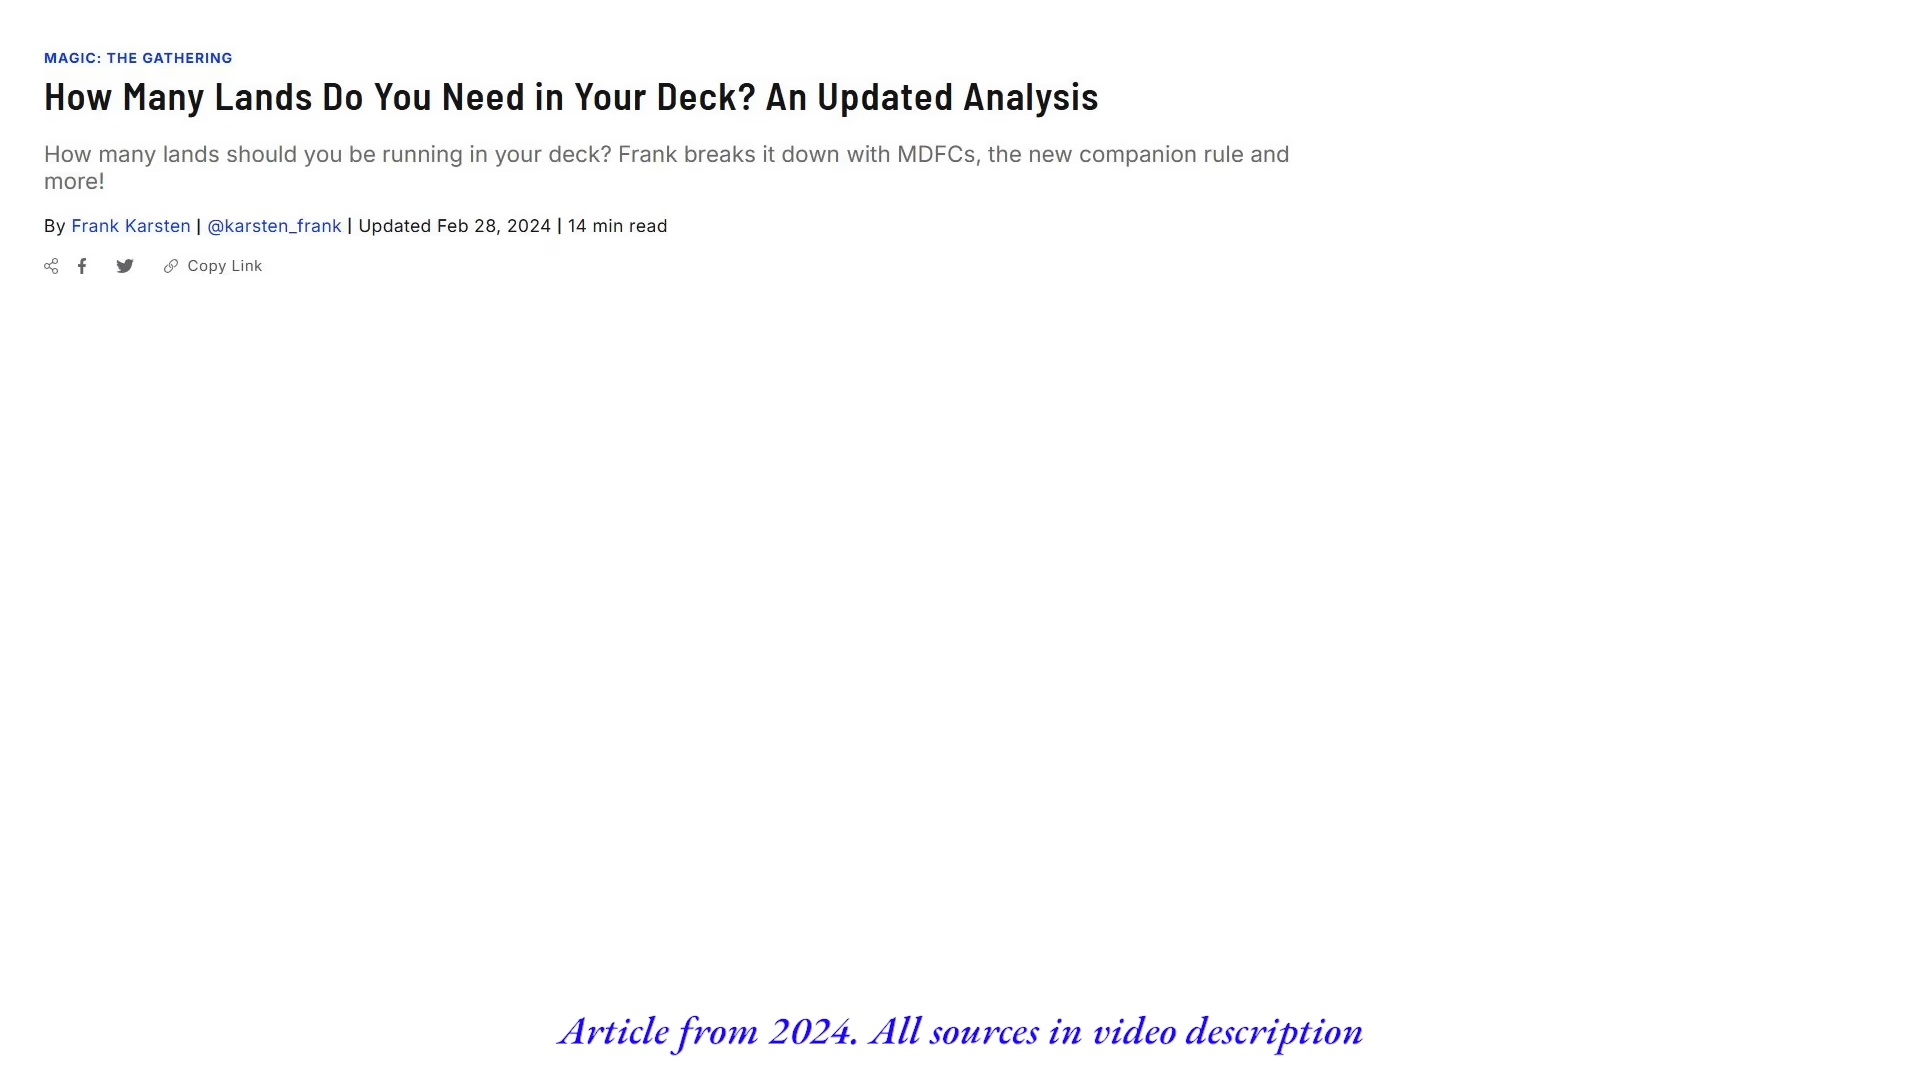 MAGIC: THE GATHERING
How Many Lands Do You Need in Your Deck? An Updated Analysis
How many lands should you be running in your deck? Frank breaks it down with MDFCs, the new companion rule and
more!
By Frank Karsten | @karsten_frank | Updated Feb 28, 2024 | 14 min read
Copy Link
Article from 2024. All sources in video description